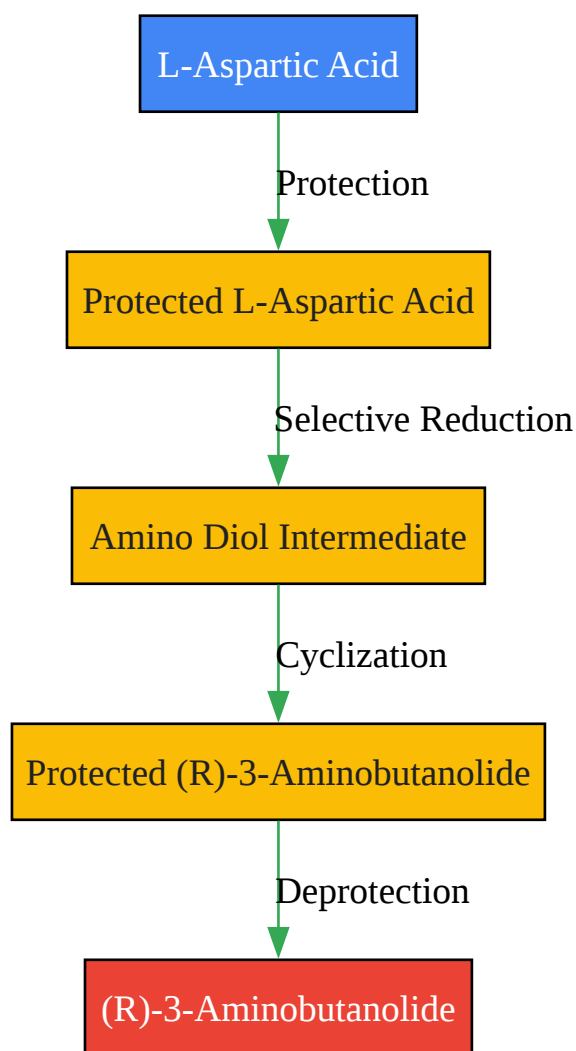 L-Aspartic Acid
Protection
Protected L-Aspartic Acid
Selective Reduction
Amino Diol Intermediate
Cyclization
Protected (R)-3-Aminobutanolide
Deprotection
(R)-3-Aminobutanolide